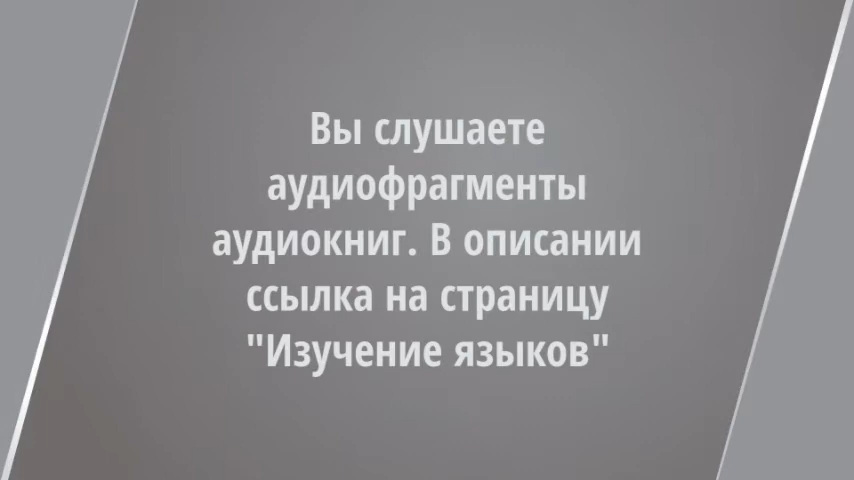 Вы слушаете
аудиофрагменты
аудиокниг. В описании
ссылка на страницу
"Изучение языков"